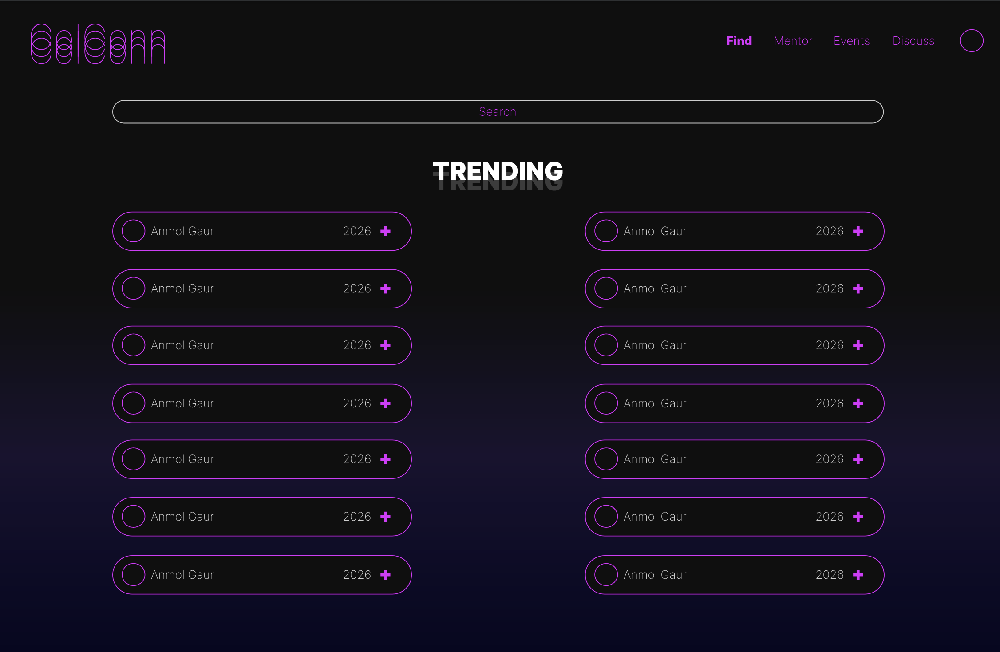 ColConn
Find Mentor Events Discuss
Search
TRENDING
Anmol Gaur 2026 + Anmol Gaur 2026 +
Anmol Gaur 2026 + Anmol Gaur 2026 +
Anmol Gaur 2026 + Anmol Gaur 2026 +
Anmol Gaur 2026 + Anmol Gaur 2026 +
Anmol Gaur 2026 + Anmol Gaur 2026 +
Anmol Gaur 2026 + Anmol Gaur 2026 +
Anmol Gaur 2026 + Anmol Gaur 2026 +